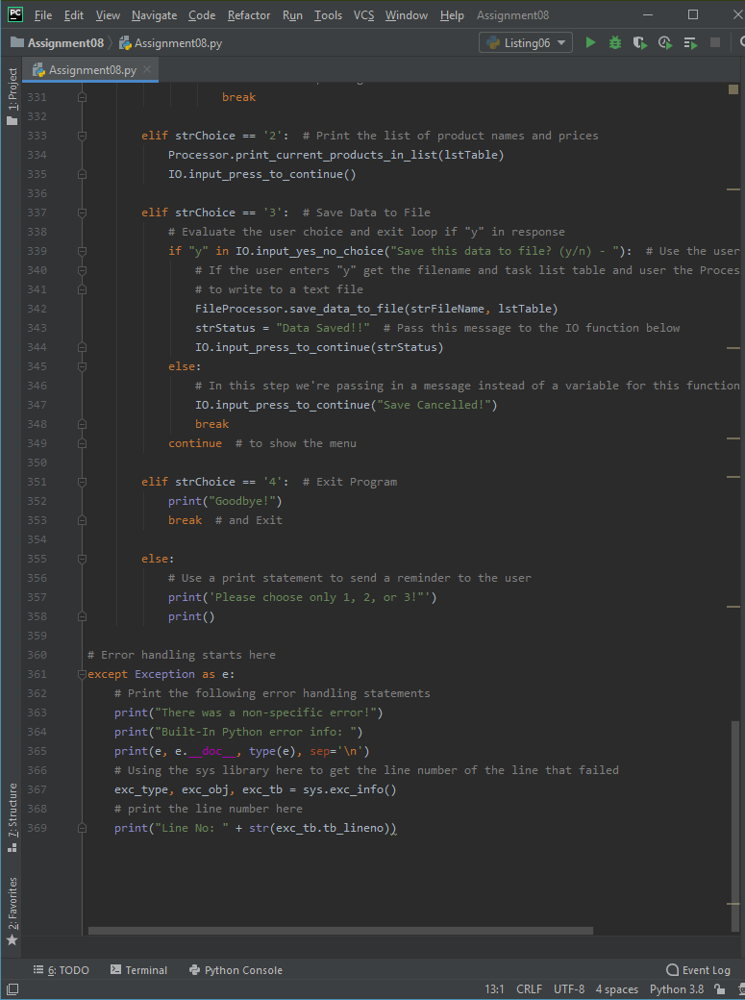 PC File Edit View Navigate Code Refactor Run Tools VCS Window Help Assignment08
Assignment08 Assignment08.py Listing06
1: Project
Assignment08.py
331 break
332
333 elif strChoice == '2':  # Print the list of product names and prices
334 Processor.print_current_products_in_list(lstTable)
335 IO.input_press_to_continue()
336
337 elif strChoice == '3':  # Save Data to File
338 # Evaluate the user choice and exit loop if "y" in response
339 if "y" in IO.input_yes_no_choice("Save this data to file? (y/n) - "):  # Use the user
340 # If the user enters "y" get the filename and task list table and user the Proces
341 # to write to a text file
342 FileProcessor.save_data_to_file(strFileName, lstTable)
343 strStatus = "Data Saved!!"  # Pass this message to the IO function below
344 IO.input_press_to_continue(strStatus)
345 else:
346 # In this step we're passing in a message instead of a variable for this function
347 IO.input_press_to_continue("Save Cancelled!")
348 break
349 continue  # to show the menu
350
351 elif strChoice == '4':  # Exit Program
352 print("Goodbye!")
353 break  # and Exit
354
355 else:
356 # Use a print statement to send a reminder to the user
357 print('Please choose only 1, 2, or 3!"')
358 print()
359
360 # Error handling starts here
361 except Exception as e:
362 # Print the following error handling statements
363 print("There was a non-specific error!")
364 print("Built-In Python error info: ")
365 print(e, e.__doc__, type(e), sep='\n')
366 # Using the sys library here to get the line number of the line that failed
367 exc_type, exc_obj, exc_tb = sys.exc_info()
368 # print the line number here
369 print("Line No: " + str(exc_tb.tb_lineno))
7: Structure
2: Favorites
6: TODO Terminal Python Console Event Log
13:1 CRLF UTF-8 4 spaces Python 3.8